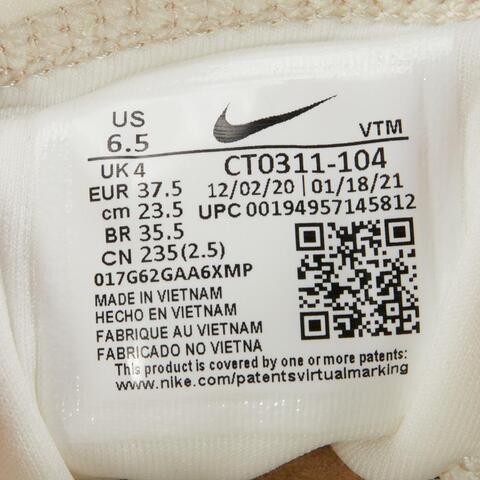 US
6.5
VTM
UK 4
CT0311-104
EUR 37.5
12/02/20 01/18/21
cm 23.5
UPC 00194957145812
BR 35.5
CN 235(2.5)
017G62GAA6XMP
MADE IN VIETNAM
HECHO EN VIETNAM
FABRIQUE AU VIETNAM
FABRICADO NO VIETNA
This product is covered by one or more patents:
www.nike.com/patentsvirtualmarking